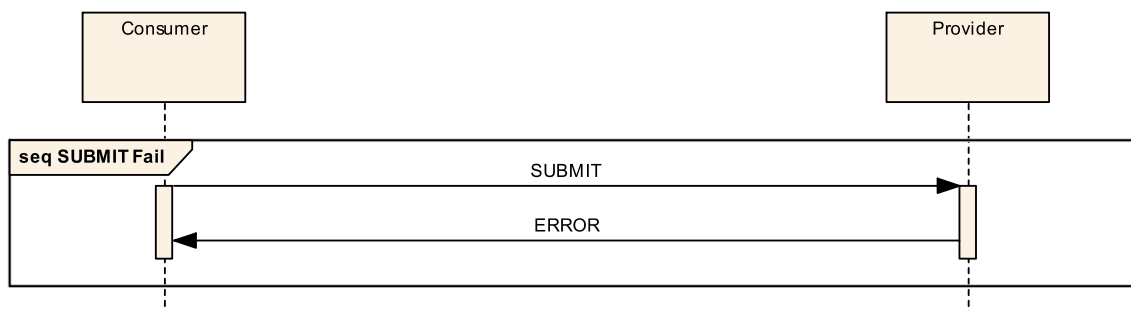 Consumer
Provider
seq SUBMIT Fail
SUBMIT
ERROR